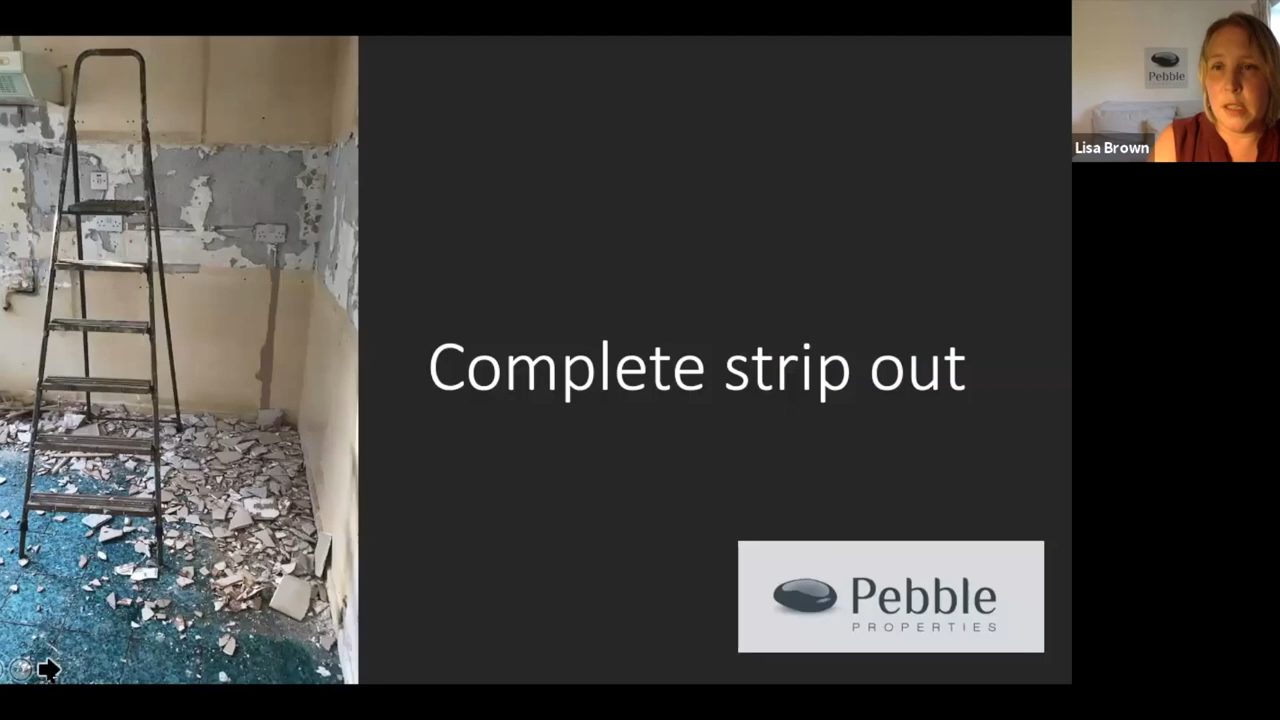 Pebble
Lisa Brown
Complete strip out
Pebble
PROPERTIES